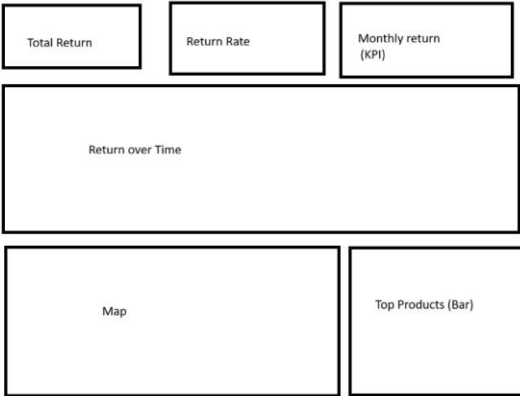 Total Return
Return Rate
Monthly return
(KPI)
Return over Time
Map
Top Products (Bar)